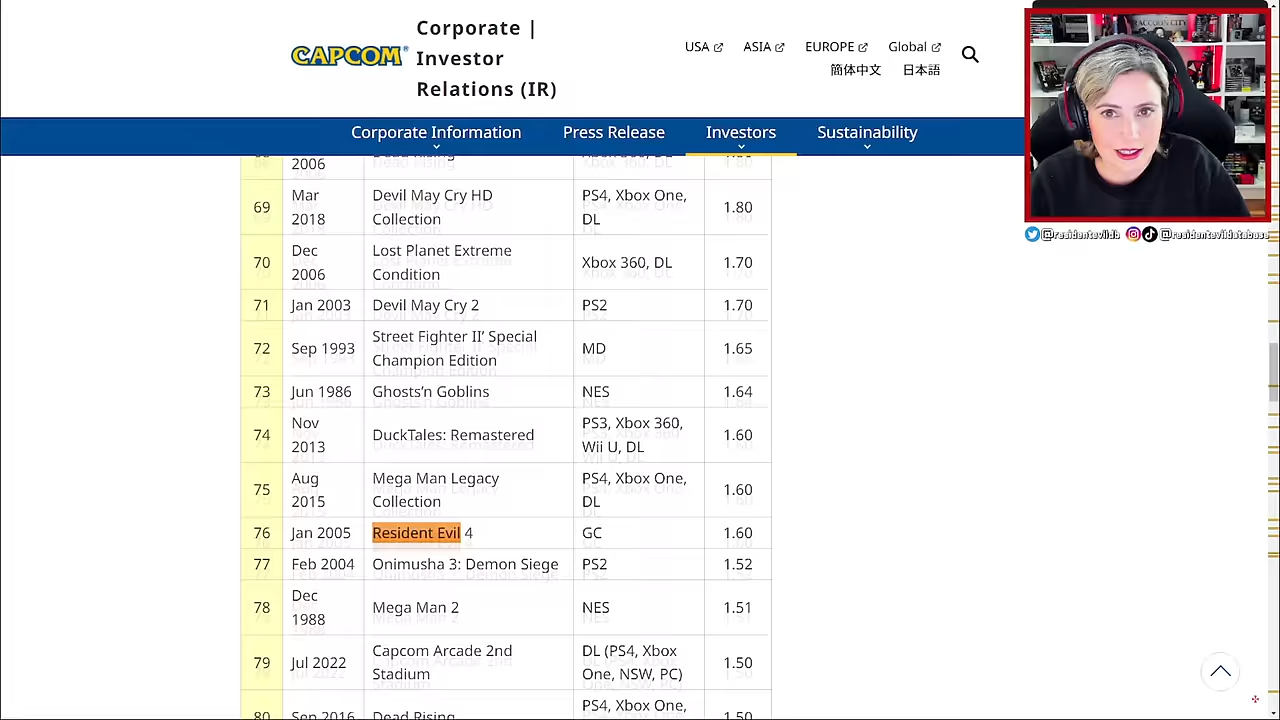 Corporate |
Investor
Relations (IR)
CAPCOM
USA
ASIA
EUROPE
Global
簡体中文
日本語
Corporate Information
Press Release
Investors
Sustainability
RACCOON CITY
@residentevildb
@residentevildatabase
2006
Dead Rising
69 Mar 2018 Devil May Cry HD Collection PS4, Xbox One, DL 1.80
70 Dec 2006 Lost Planet Extreme Condition Xbox 360, DL 1.70
71 Jan 2003 Devil May Cry 2 PS2 1.70
72 Sep 1993 Street Fighter II’ Special Champion Edition MD 1.65
73 Jun 1986 Ghosts’n Goblins NES 1.64
74 Nov 2013 DuckTales: Remastered PS3, Xbox 360, Wii U, DL 1.60
75 Aug 2015 Mega Man Legacy Collection PS4, Xbox One, DL 1.60
76 Jan 2005 Resident Evil 4 GC 1.60
77 Feb 2004 Onimusha 3: Demon Siege PS2 1.52
78 Dec 1988 Mega Man 2 NES 1.51
79 Jul 2022 Capcom Arcade 2nd Stadium DL (PS4, Xbox One, NSW, PC) 1.50
80 Sep 2016 Dead Rising PS4, Xbox One, 1.50